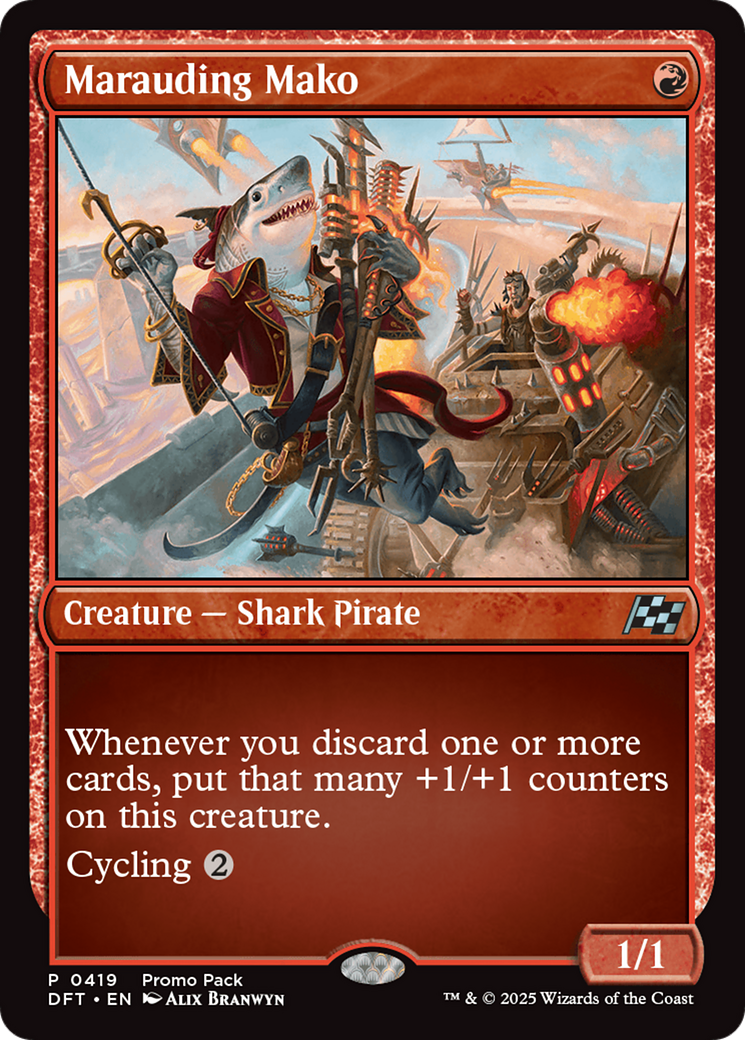 Marauding Mako
Creature — Shark Pirate
Whenever you discard one or more
cards, put that many +1/+1 counters
on this creature.
Cycling 2
1/1
P 0419 Promo Pack
DFT • EN Alix Branwyn
™ & © 2025 Wizards of the Coast